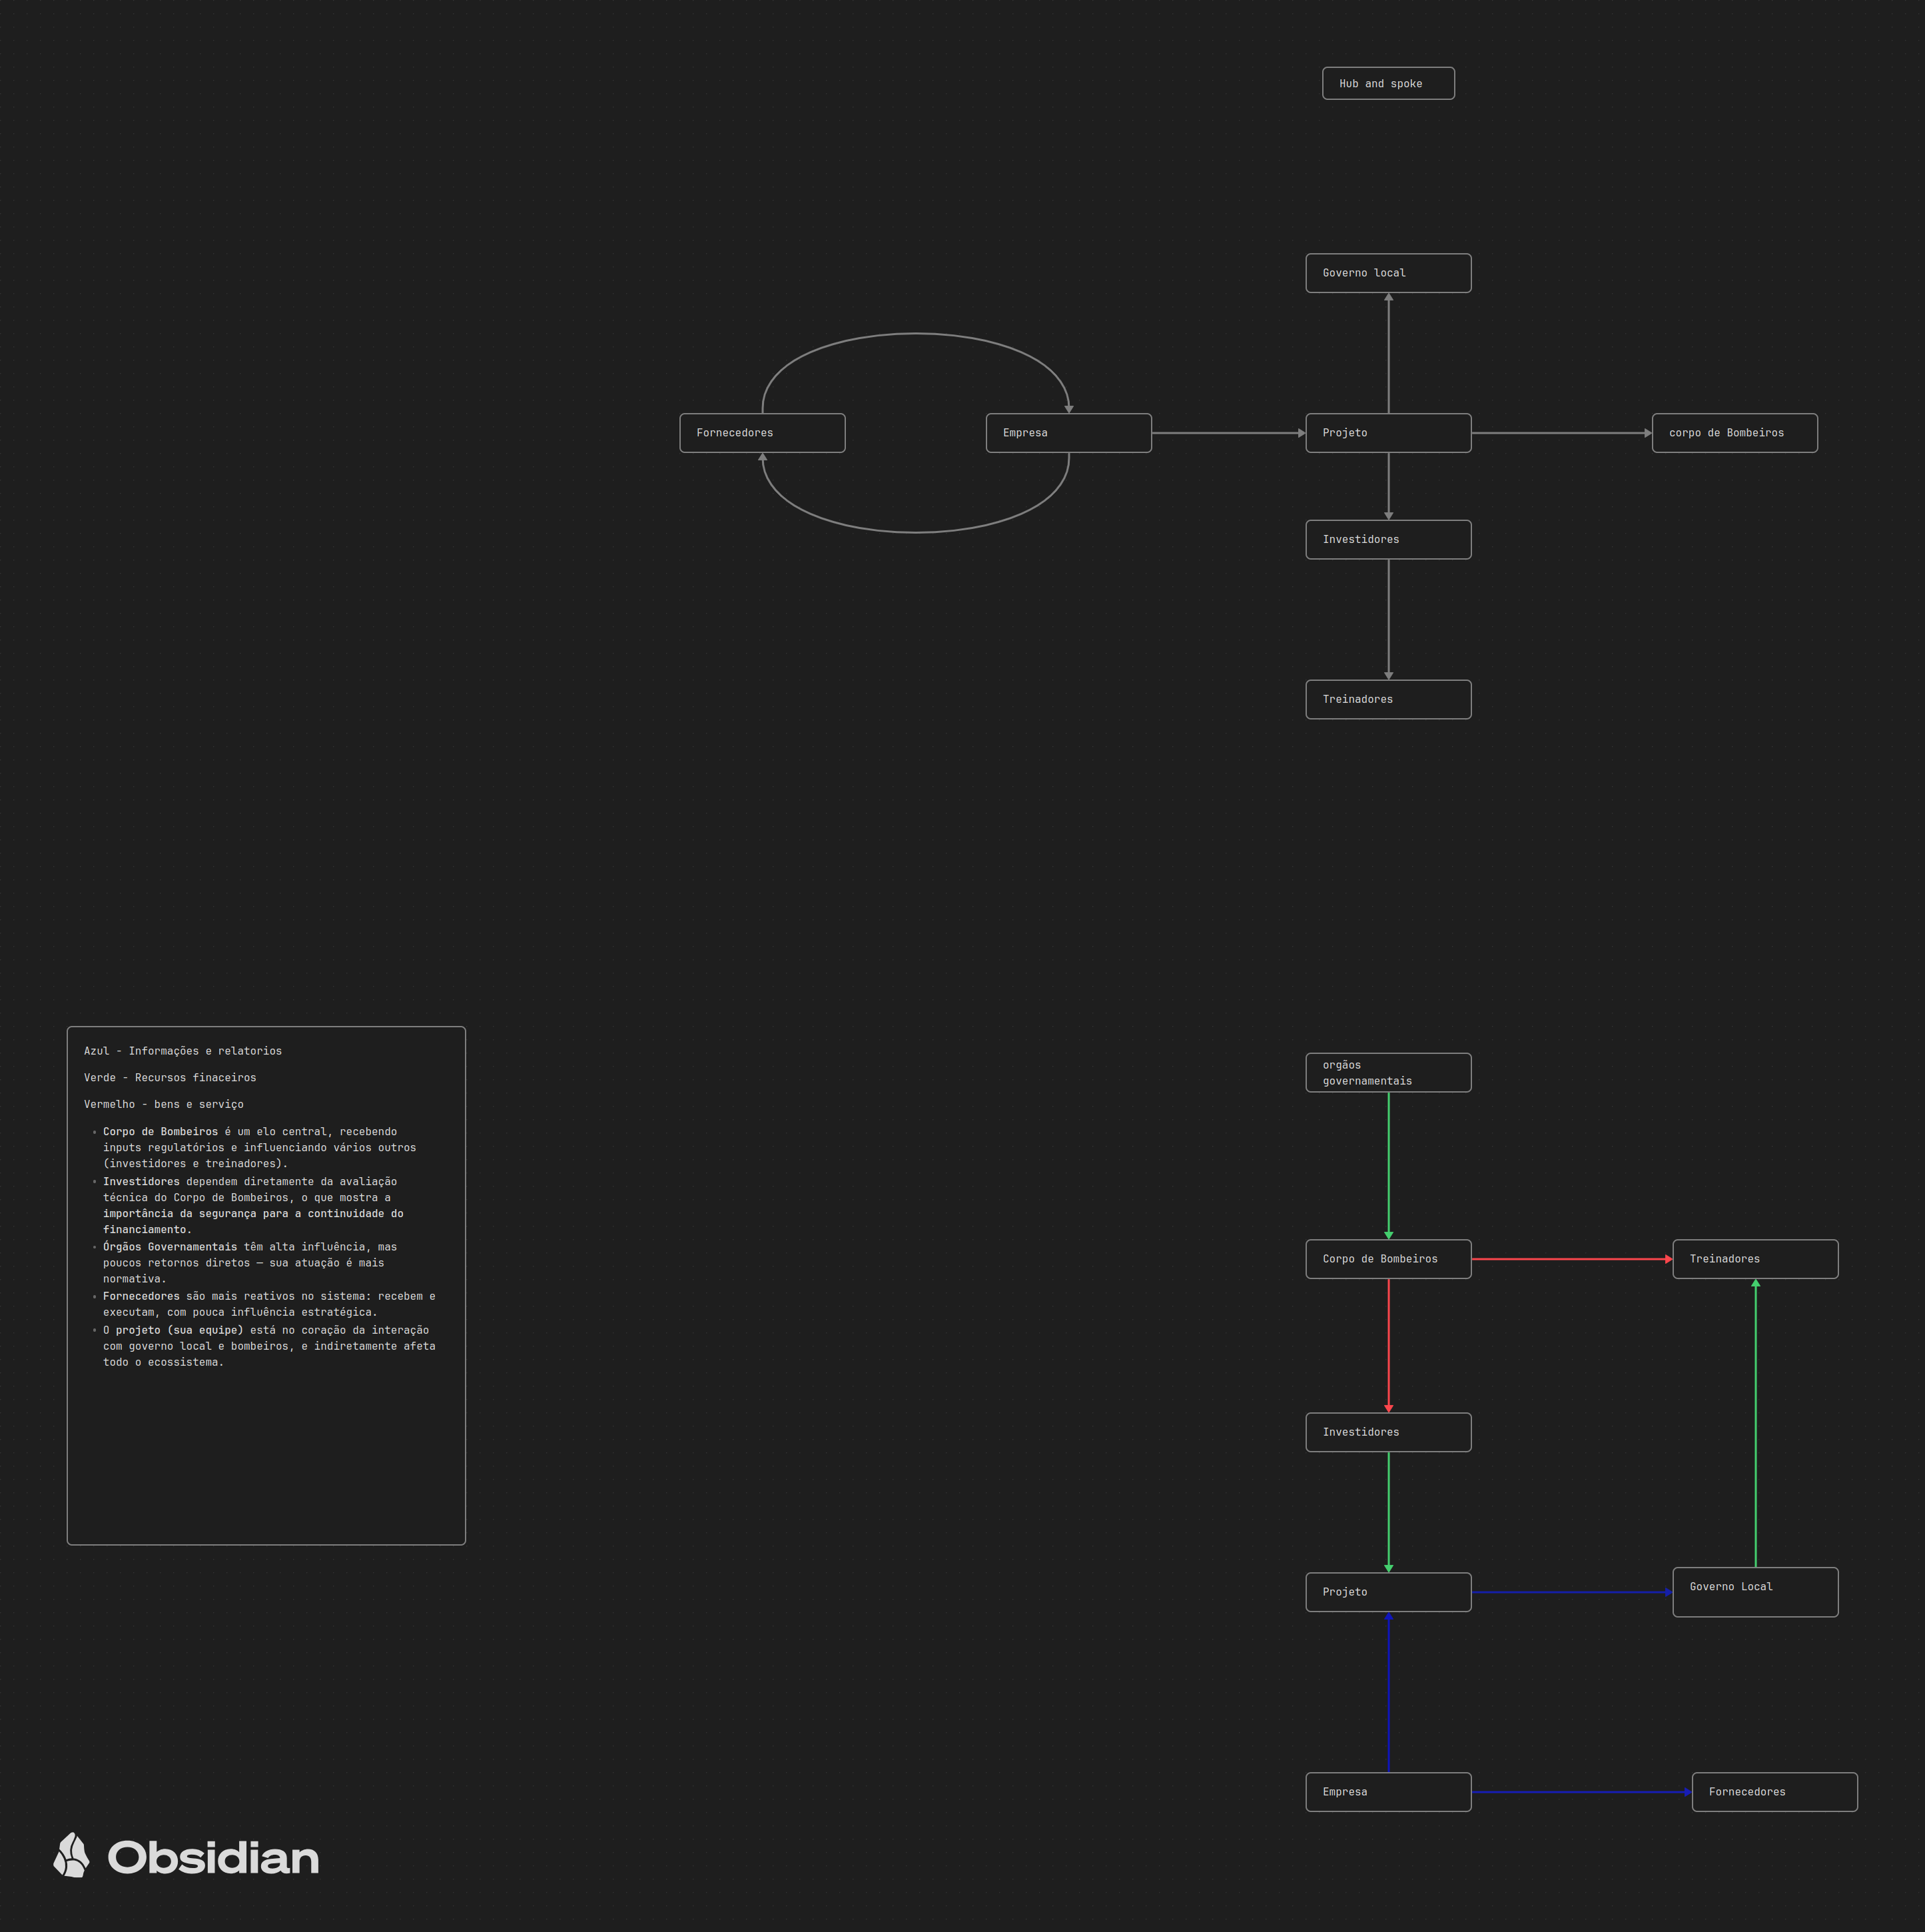 Hub and spoke
Governo local
Fornecedores
Empresa
Projeto
corpo de Bombeiros
Investidores
Treinadores
Azul - Informações e relatorios
Verde - Recursos finaceiros
Vermelho - bens e serviço
Corpo de Bombeiros é um elo central, recebendo
inputs regulatórios e influenciando vários outros
(investidores e treinadores).
Investidores dependem diretamente da avaliação
técnica do Corpo de Bombeiros, o que mostra a
importância da segurança para a continuidade do
financiamento.
Órgãos Governamentais têm alta influência, mas
poucos retornos diretos — sua atuação é mais
normativa.
Fornecedores são mais reativos no sistema: recebem e
executam, com pouca influência estratégica.
O projeto (sua equipe) está no coração da interação
com governo local e bombeiros, e indiretamente afeta
todo o ecossistema.
orgãos
governamentais
Corpo de Bombeiros
Treinadores
Investidores
Projeto
Governo Local
Empresa
Fornecedores
Obsidian